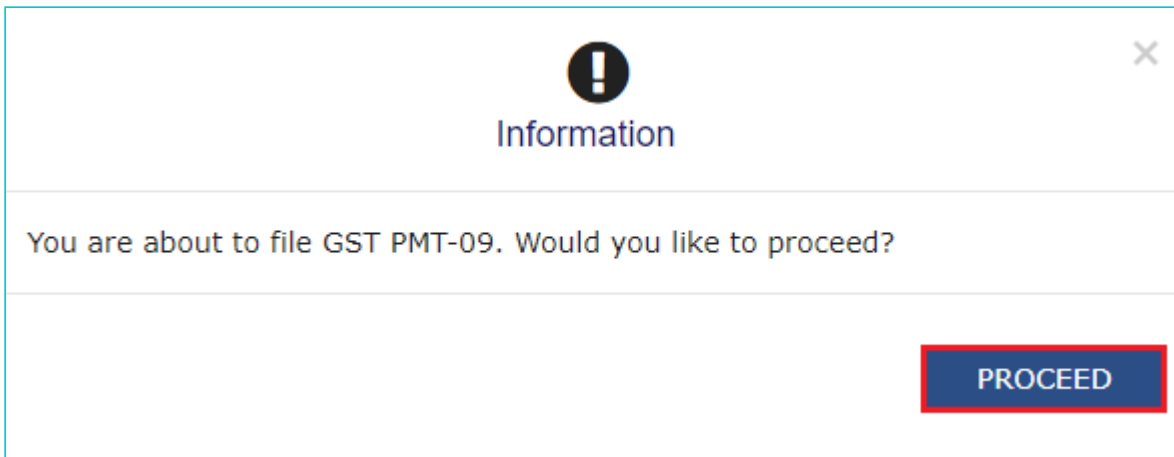 Information
You are about to file GST PMT-09. Would you like to proceed?
PROCEED